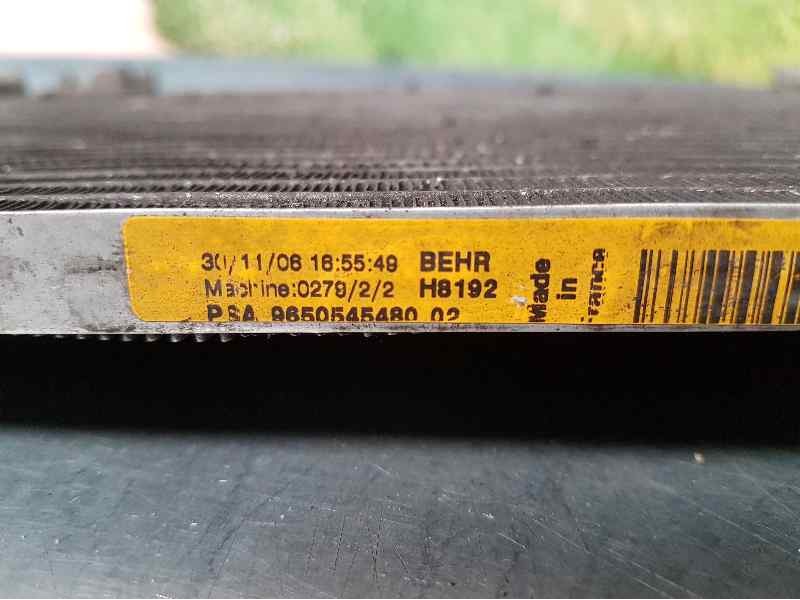 30/11/06 16:55:49 BEHR
Machine:0279/2/2 H8192
PSA 9650545480 02
Made
in
France